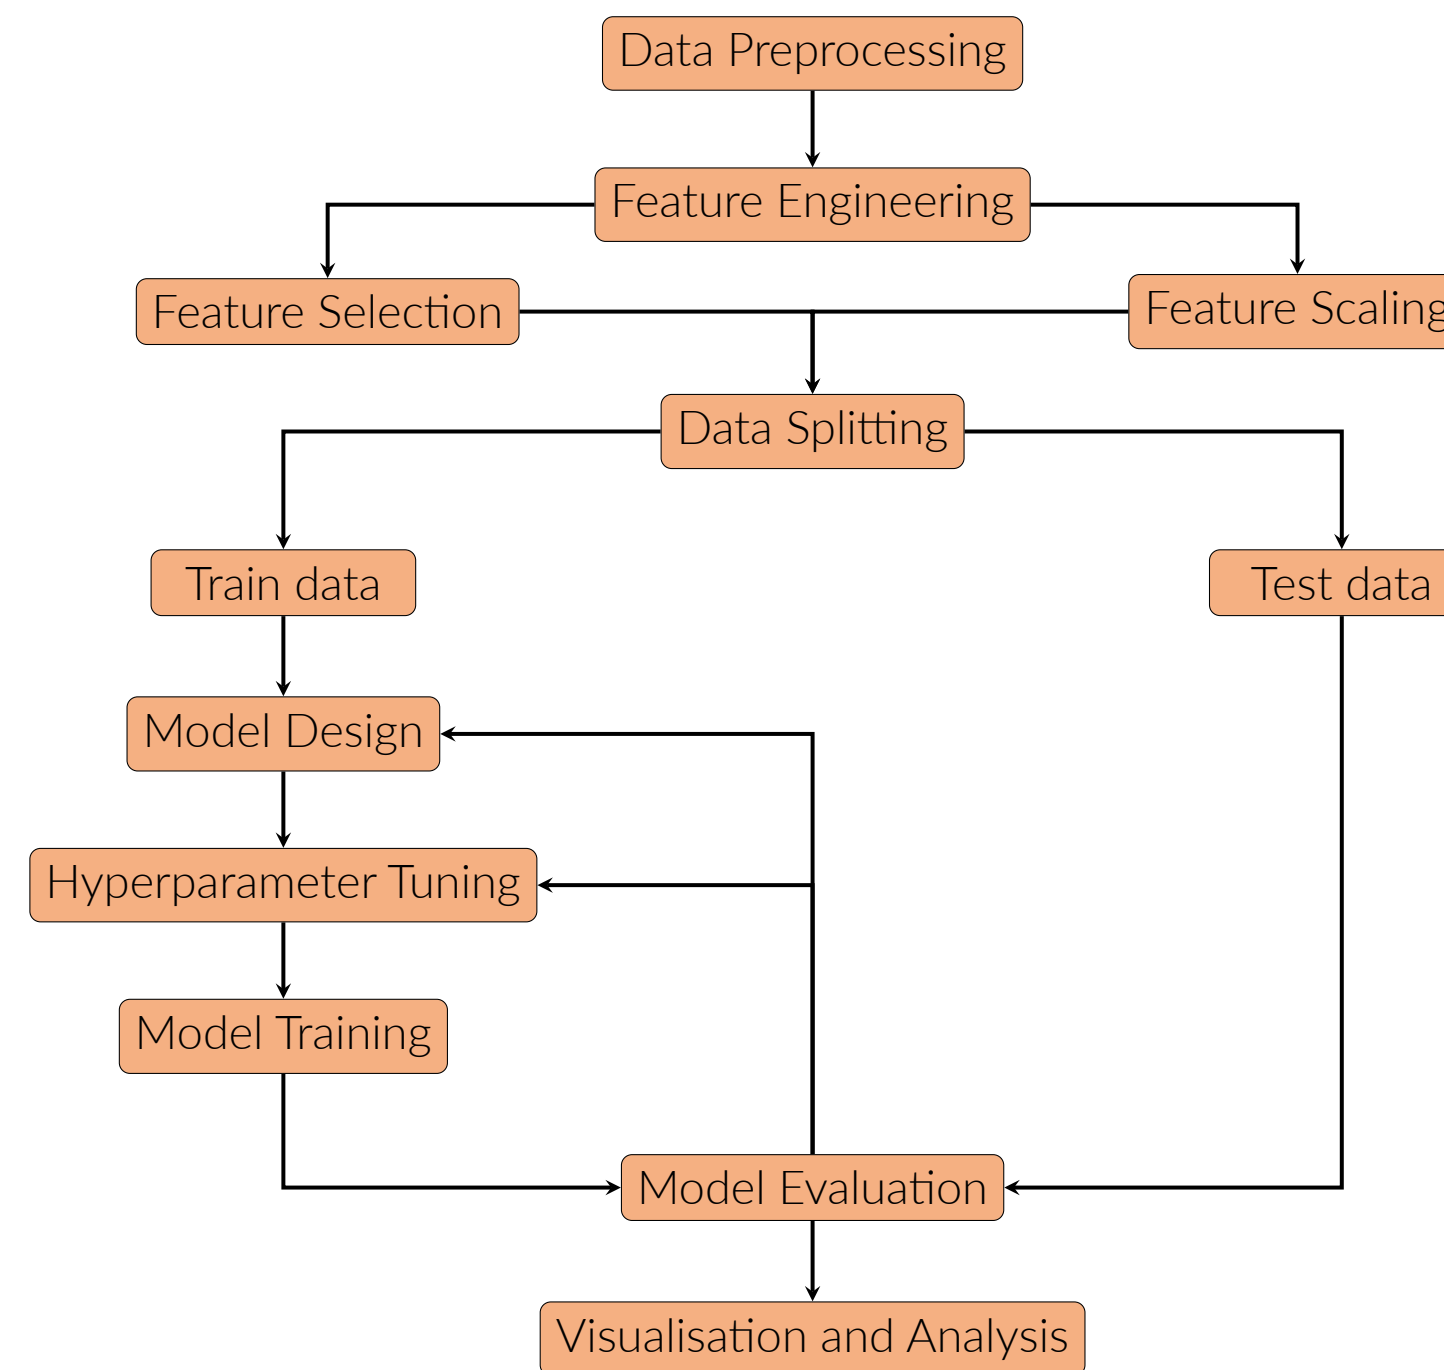 Data Preprocessing
Feature Engineering
Feature Selection
Feature Scaling
Data Splitting
Train data
Test data
Model Design
Hyperparameter Tuning
Model Training
Model Evaluation
Visualisation and Analysis